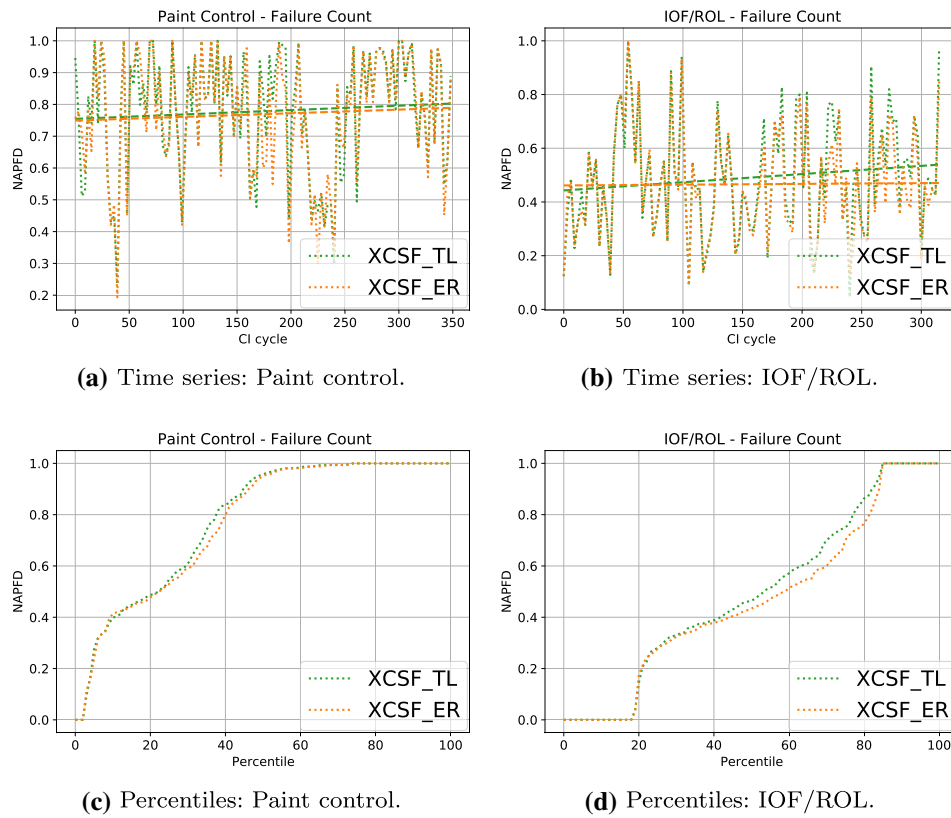 Paint Control - Failure Count
1.0
0.9
0.8
0.7
0.6
0.5
0.4
0.3
0.2
NAPFD
XCSF_TL
XCSF_ER
0 50 100 150 200 250 300 350
CI cycle
(a) Time series: Paint control.
IOF/ROL - Failure Count
1.0
0.8
0.6
0.4
0.2
0.0
NAPFD
XCSF_TL
XCSF_ER
0 50 100 150 200 250 300
CI cycle
(b) Time series: IOF/ROL.
Paint Control - Failure Count
1.0
0.8
0.6
0.4
0.2
0.0
NAPFD
XCSF_TL
XCSF_ER
0 20 40 60 80 100
Percentile
(c) Percentiles: Paint control.
IOF/ROL - Failure Count
1.0
0.8
0.6
0.4
0.2
0.0
NAPFD
XCSF_TL
XCSF_ER
0 20 40 60 80 100
Percentile
(d) Percentiles: IOF/ROL.